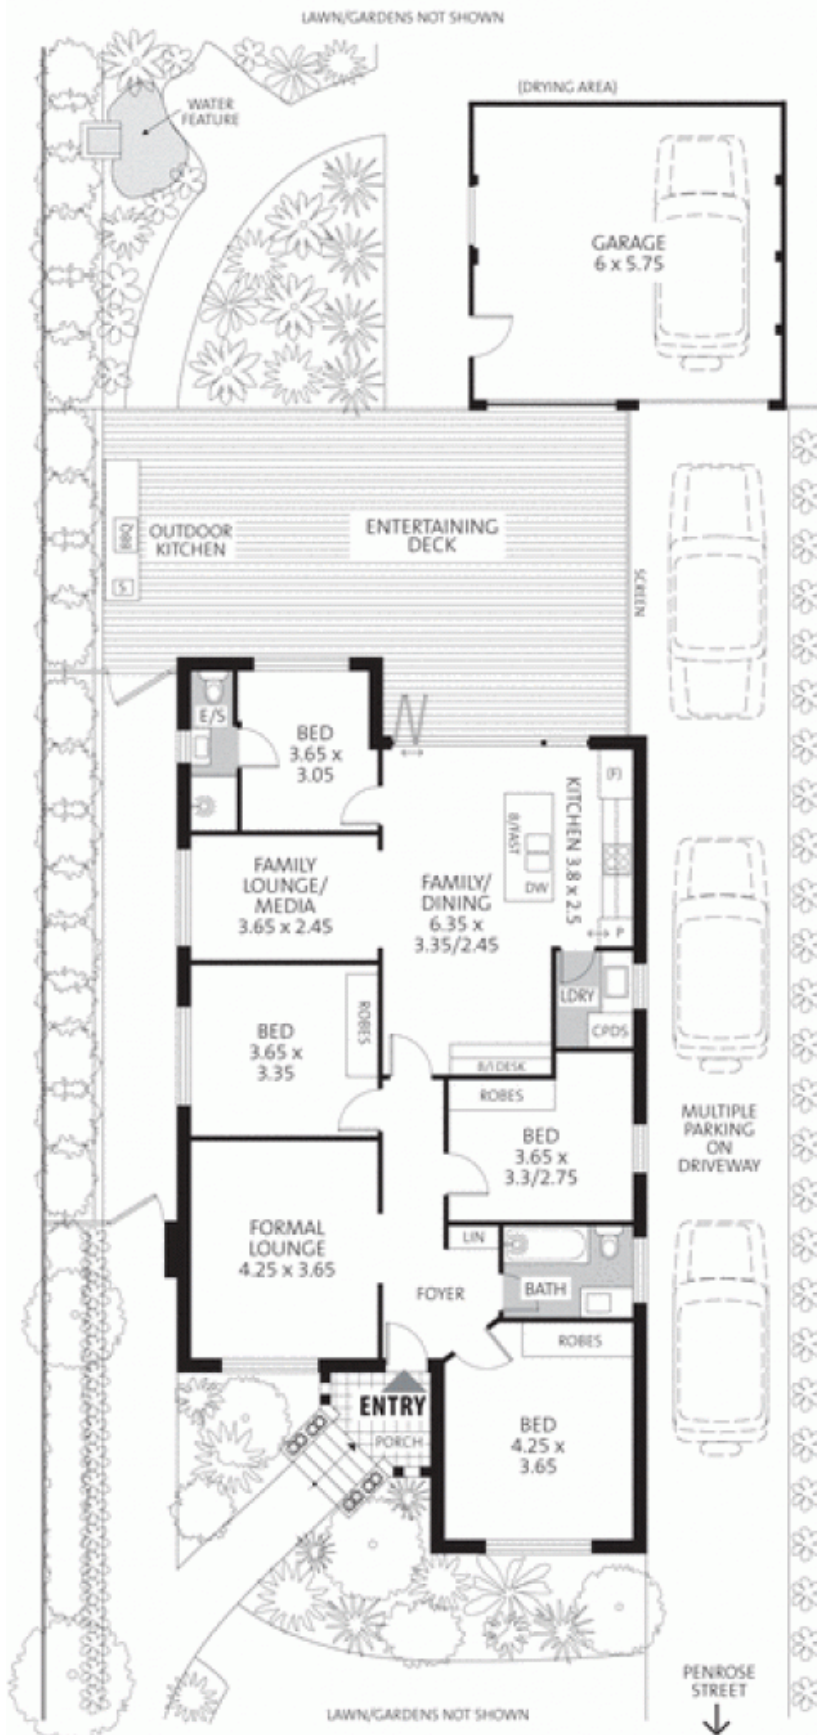 LAWN/GARDENS NOT SHOWN
(DRYING AREA)
WATER
FEATURE
GARAGE
6 x 5.75
BBQ
S
OUTDOOR
KITCHEN
ENTERTAINING
DECK
SCREEN
E/S
BED
3.65 x
3.05
(F)
KITCHEN 3.8 x 2.5
B/FAST
DW
P
FAMILY
LOUNGE/
MEDIA
3.65 x 2.45
FAMILY/
DINING
6.35 x
3.35/2.45
LDRY
CPDS
BED
3.65 x
3.35
ROBES
B/I DESK
ROBES
BED
3.65 x
3.3/2.75
MULTIPLE
PARKING
ON
DRIVEWAY
FORMAL
LOUNGE
4.25 x 3.65
LIN
FOYER
BATH
ROBES
ENTRY
PORCH
BED
4.25 x
3.65
PENROSE
STREET
LAWN/GARDENS NOT SHOWN